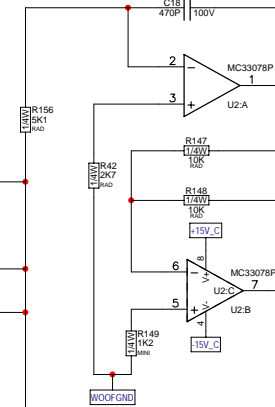 C18
470P 100V
2
MC33078P
1
3
U2:A
R156
5K1
1/4W
RAD
R147
1/4W
10K
RAD
R42
2K7
1/4W
RAD
R148
1/4W
10K
RAD
+15V_C
8
V+
6
MC33078P
U2:C
7
5
U2:B
V-
4
R149
1K2
1/4W
MINI
-15V_C
WOOFGND